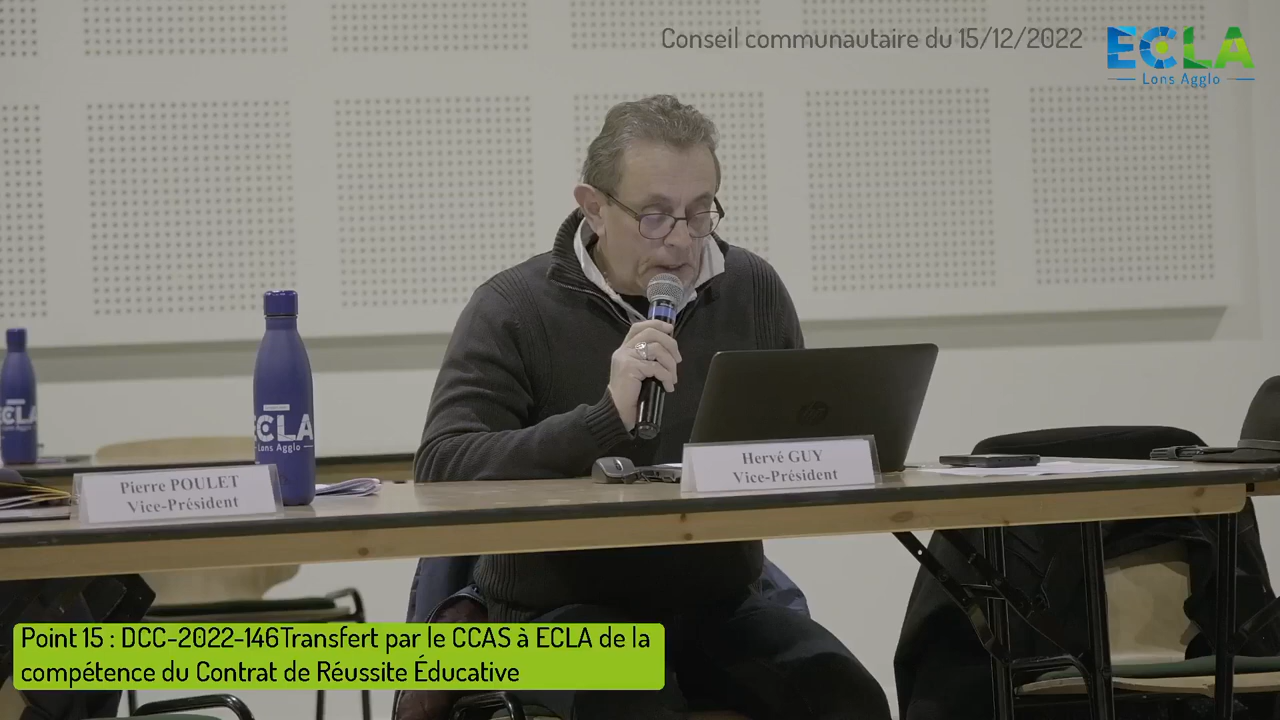 Conseil communautaire du 15/12/2022
ECLA
Lons Agglo
ECLA
ECLA
Lons Agglo
Pierre POULET
Vice-Président
Hervé GUY
Vice-Président
Point 15 : DCC-2022-146Transfert par le CCAS à ECLA de la
compétence du Contrat de Réussite Éducative